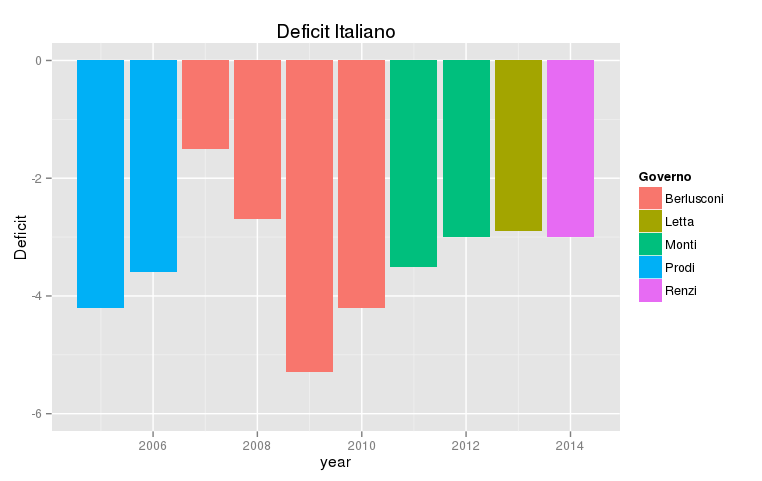 Deficit Italiano
0
-2
-4
-6
Deficit
2006
2008
2010
2012
2014
year
Governo
Berlusconi
Letta
Monti
Prodi
Renzi